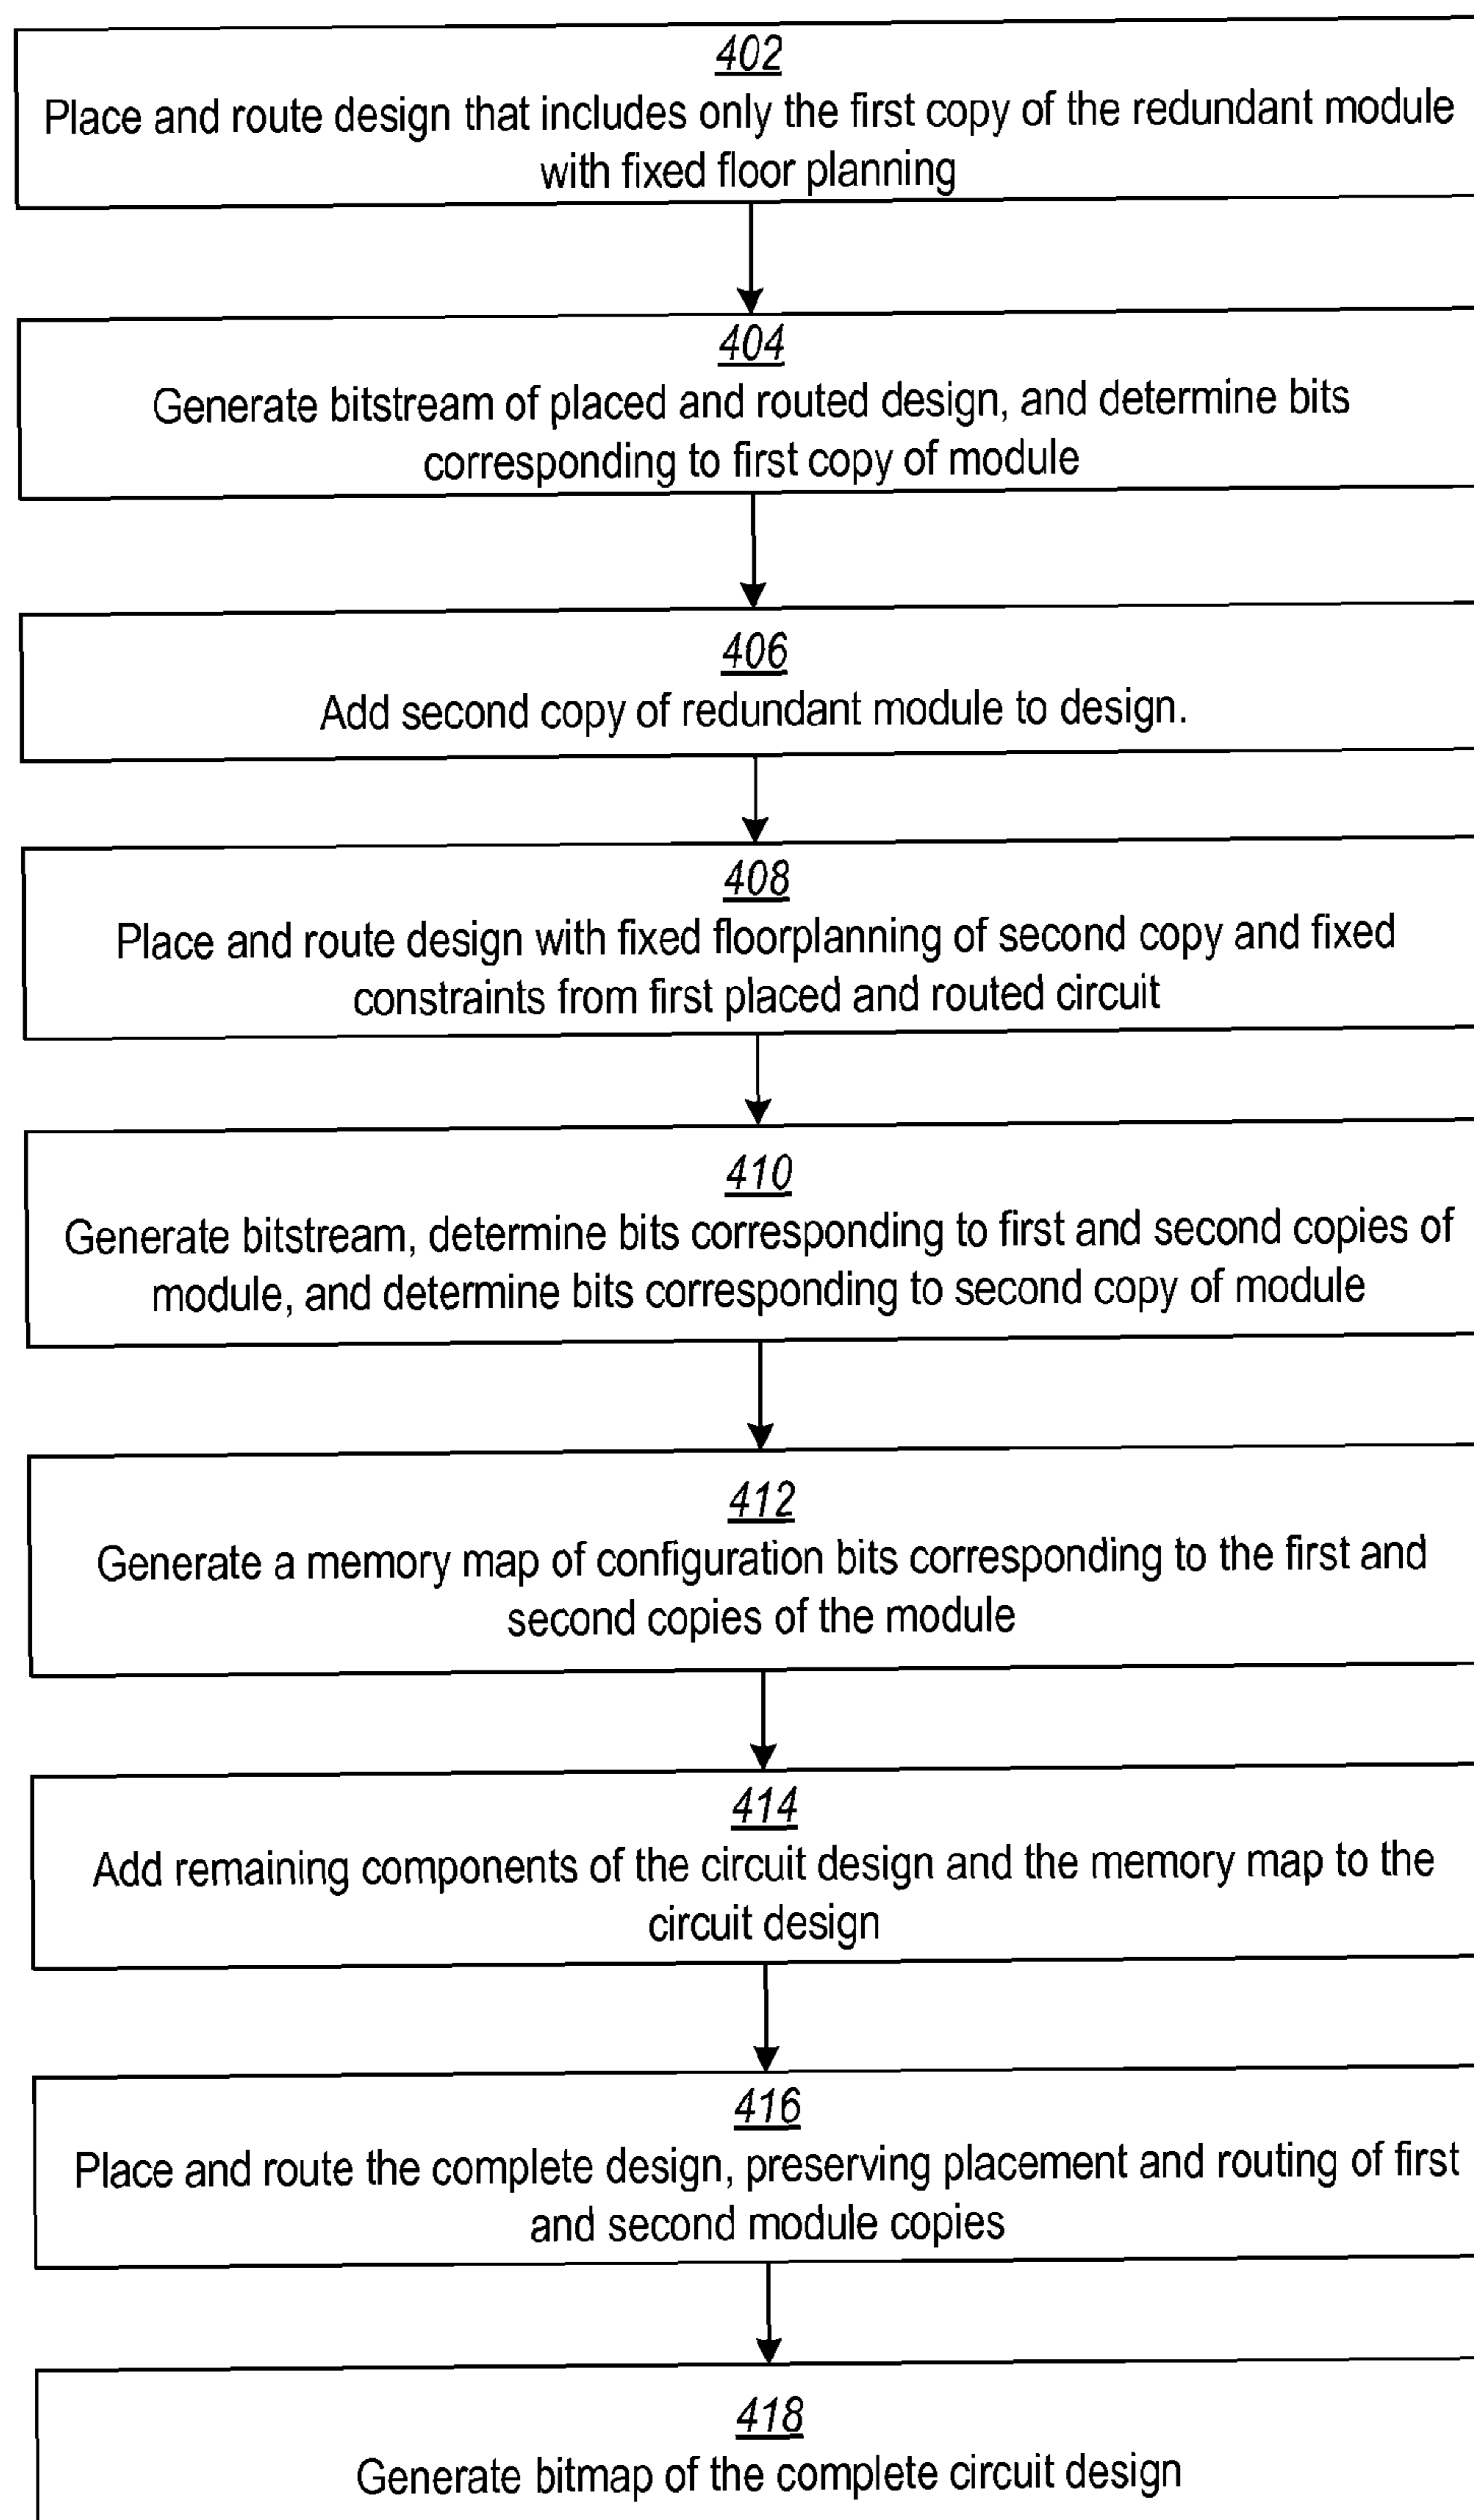 402
Place and route design that includes only the first copy of the redundant module
with fixed floor planning
404
Generate bitstream of placed and routed design, and determine bits
corresponding to first copy of module
406
Add second copy of redundant module to design.
408
Place and route design with fixed floorplanning of second copy and fixed
constraints from first placed and routed circuit
410
Generate bitstream, determine bits corresponding to first and second copies of
module, and determine bits corresponding to second copy of module
412
Generate a memory map of configuration bits corresponding to the first and
second copies of the module
414
Add remaining components of the circuit design and the memory map to the
circuit design
416
Place and route the complete design, preserving placement and routing of first
and second module copies
418
Generate bitmap of the complete circuit design